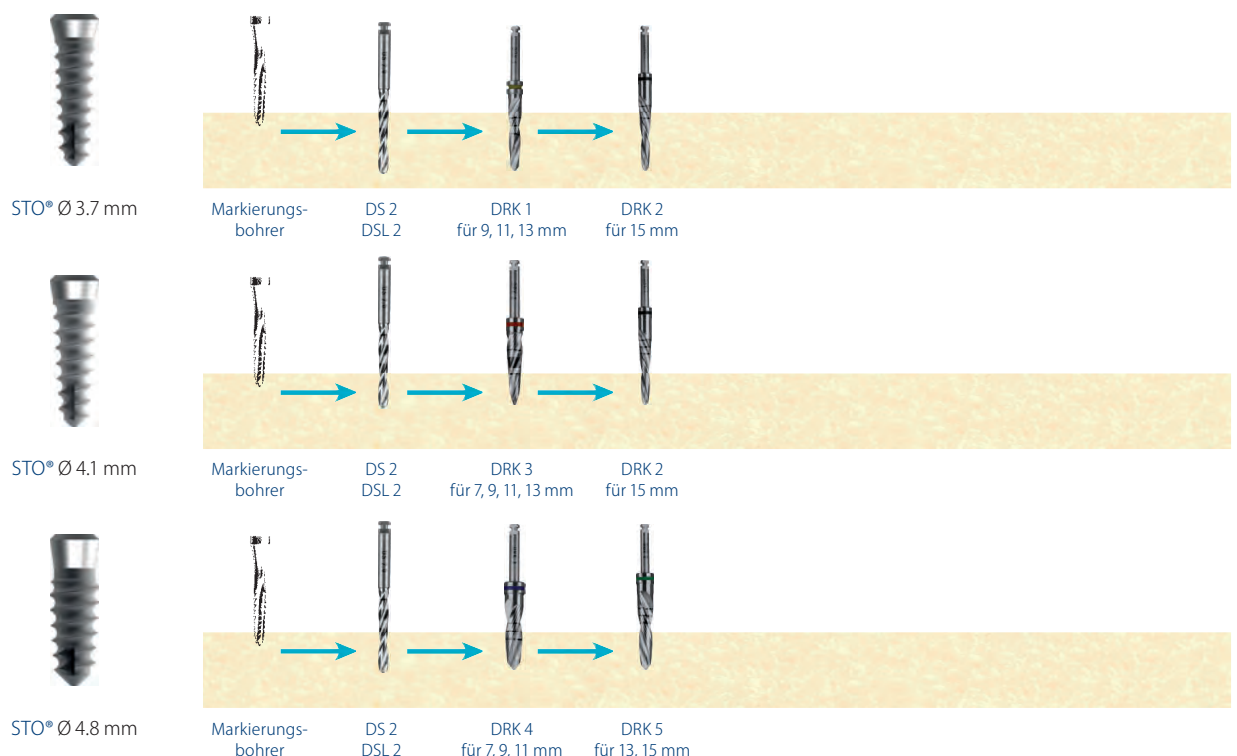 STO® Ø 3.7 mm
Markierungs-
bohrer
DS 2
DSL 2
DRK 1
für 9, 11, 13 mm
DRK 2
für 15 mm
STO® Ø 4.1 mm
Markierungs-
bohrer
DS 2
DSL 2
DRK 3
für 7, 9, 11, 13 mm
DRK 2
für 15 mm
STO® Ø 4.8 mm
Markierungs-
bohrer
DS 2
DSL 2
DRK 4
für 7, 9, 11 mm
DRK 5
für 13, 15 mm